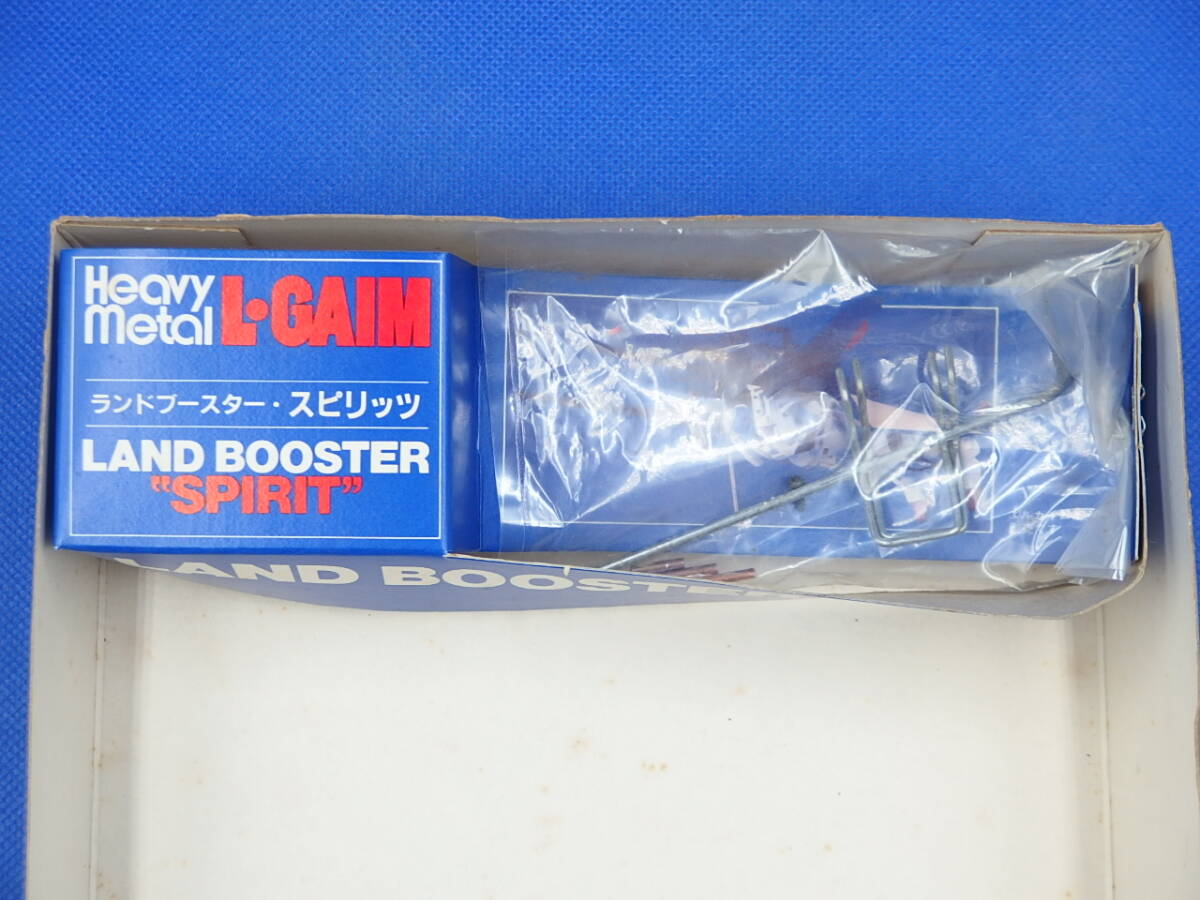 Heavy
Metal L·GAIM
ランドブースター・スピリッツ
LAND BOOSTER
"SPIRIT"
LAND BOOSTER